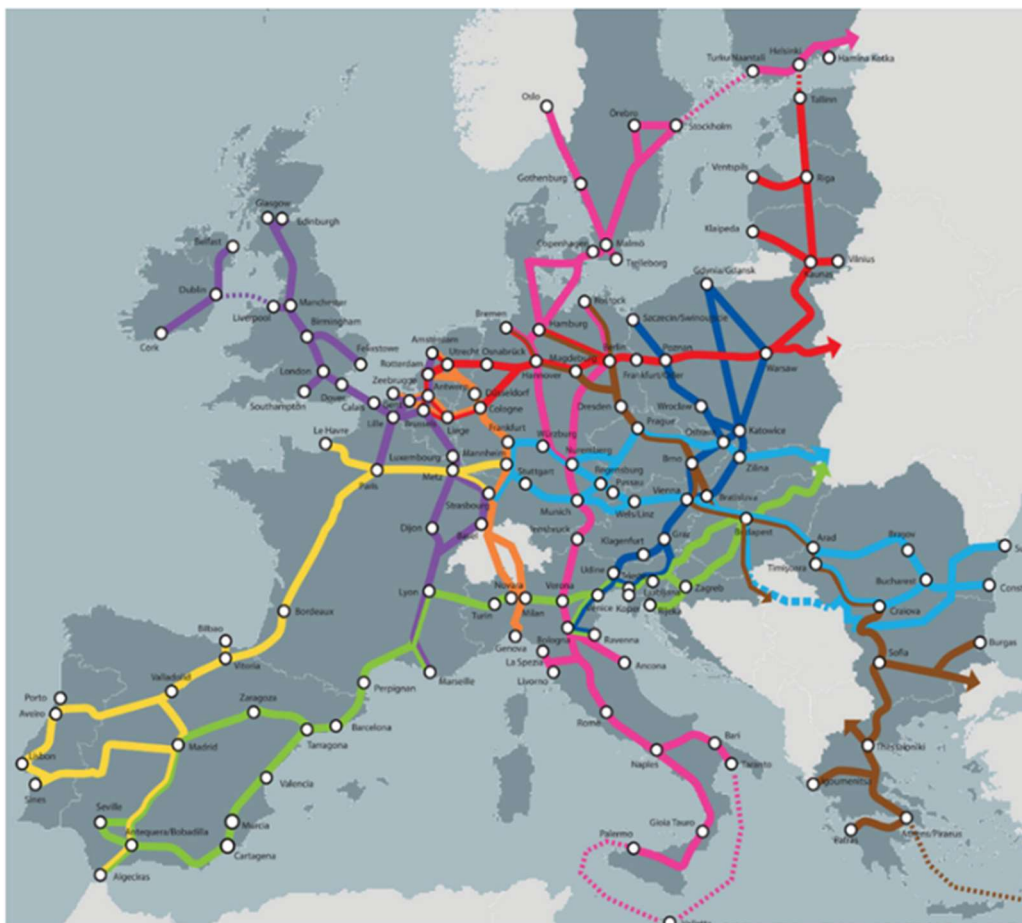 Helsinki
Turku/Naantali
Hamina Kotka
Oslo
Örebro
Stockholm
Tallinn
Ventspils
Riga
Gothenburg
Glasgow
Edinburgh
Klaipeda
Belfast
Copenhagen
Malmö
Trelleborg
Kaunas
Vilnius
Gdynia/Gdansk
Dublin
Liverpool
Manchester
Rostock
Bremen
Hamburg
Szczecin/Swinoujscie
Cork
Birmingham
Felixstowe
Amsterdam
Utrecht
Osnabrück
Berlin
Poznan
Rotterdam
Magdeburg
Hannover
Frankfurt/Oder
Warsaw
London
Zeebrugge
Antwerp
Düsseldorf
Southampton
Dover
Calais
Gent
Cologne
Dresden
Wroclaw
Lille
Brussels
Liege
Prague
Ostrava
Katowice
Le Havre
Frankfurt
Würzburg
Luxembourg
Mannheim
Nuremberg
Brno
Zilina
Paris
Metz
Stuttgart
Regensburg
Passau
Strasbourg
Munich
Wels/Linz
Vienna
Bratislava
Dijon
Basel
Innsbruck
Graz
Budapest
Klagenfurt
Arad
Brasov
Udine
Timişoara
Lyon
Novara
Verona
Ljubljana
Zagreb
Bucharest
Turin
Milan
Venice
Koper
Rijeka
Craiova
Bordeaux
Genova
Bologna
Ravenna
Bilbao
Vitoria
La Spezia
Ancona
Sofia
Burgas
Livorno
Marseille
Valladolid
Perpignan
Porto
Aveiro
Zaragoza
Rome
Barcelona
Tarragona
Madrid
Bari
Thessaloniki
Lisbon
Naples
Taranto
Valencia
Igoumenitsa
Sines
Seville
Murcia
Gioia Tauro
Antequera/Bobadilla
Palermo
Patras
Athens/Piraeus
Cartagena
Algeciras